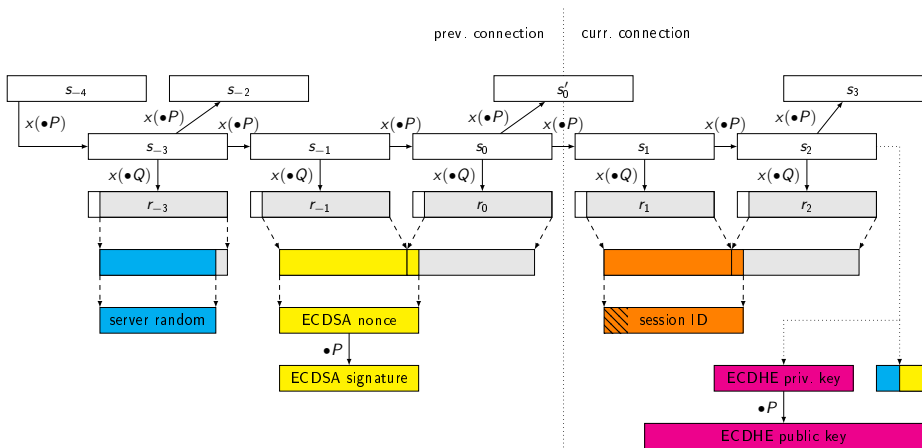 prev. connection curr. connection
s₋₄ s₋₂ s′₀ s₃
x(•P) x(•P) x(•P) x(•P) x(•P) x(•P) x(•P) x(•P)
s₋₃ s₋₁ s₀ s₁ s₂
x(•Q) x(•Q) x(•Q) x(•Q) x(•Q)
r₋₃ r₋₁ r₀ r₁ r₂
server random ECDSA nonce session ID
•P
ECDSA signature ECDHE priv. key
•P
ECDHE public key